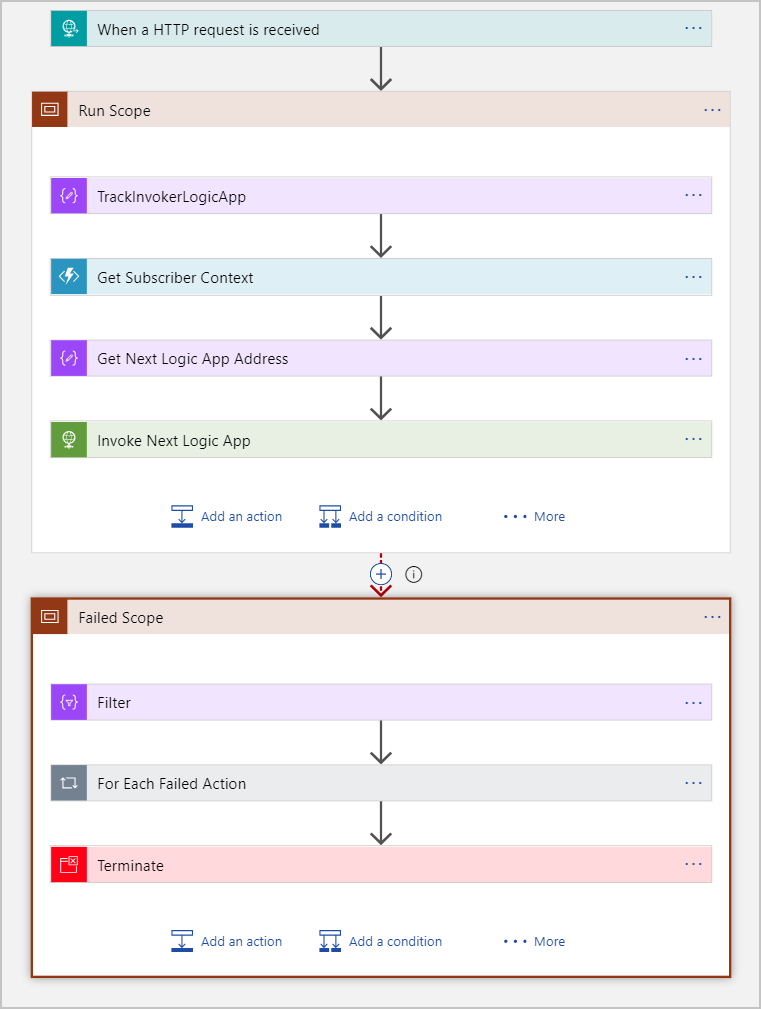 When a HTTP request is received
Run Scope
TrackInvokerLogicApp
Get Subscriber Context
Get Next Logic App Address
Invoke Next Logic App
Add an action Add a condition ••• More
Failed Scope
Filter
For Each Failed Action
Terminate
Add an action Add a condition ••• More